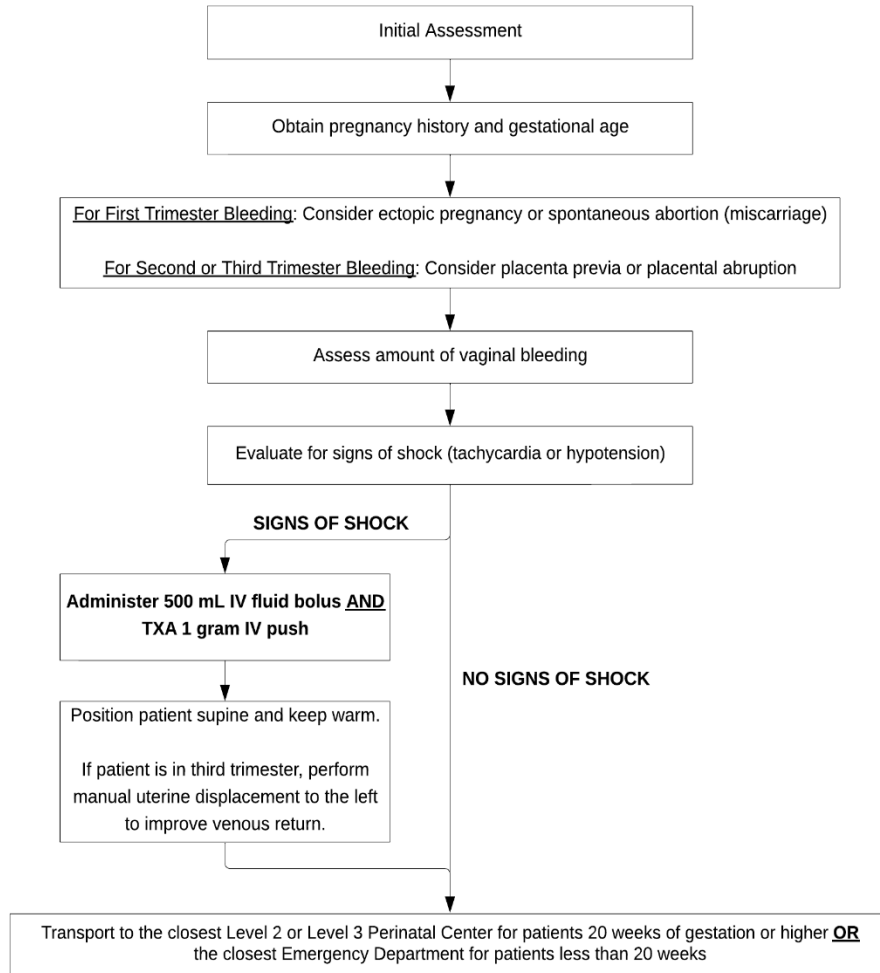 Initial Assessment
Obtain pregnancy history and gestational age
For First Trimester Bleeding: Consider ectopic pregnancy or spontaneous abortion (miscarriage)
For Second or Third Trimester Bleeding: Consider placenta previa or placental abruption
Assess amount of vaginal bleeding
Evaluate for signs of shock (tachycardia or hypotension)
SIGNS OF SHOCK
Administer 500 mL IV fluid bolus AND
TXA 1 gram IV push
NO SIGNS OF SHOCK
Position patient supine and keep warm.
If patient is in third trimester, perform
manual uterine displacement to the left
to improve venous return.
Transport to the closest Level 2 or Level 3 Perinatal Center for patients 20 weeks of gestation or higher OR
the closest Emergency Department for patients less than 20 weeks